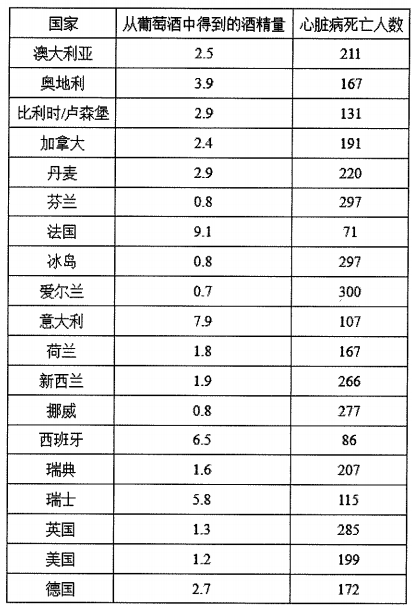 国家 从葡萄酒中得到的酒精量 心脏病死亡人数
澳大利亚 2.5 211
奥地利 3.9 167
比利时/卢森堡 2.9 131
加拿大 2.4 191
丹麦 2.9 220
芬兰 0.8 297
法国 9.1 71
冰岛 0.8 297
爱尔兰 0.7 300
意大利 7.9 107
荷兰 1.8 167
新西兰 1.9 266
挪威 0.8 277
西班牙 6.5 86
瑞典 1.6 207
瑞士 5.8 115
英国 1.3 285
美国 1.2 199
德国 2.7 172